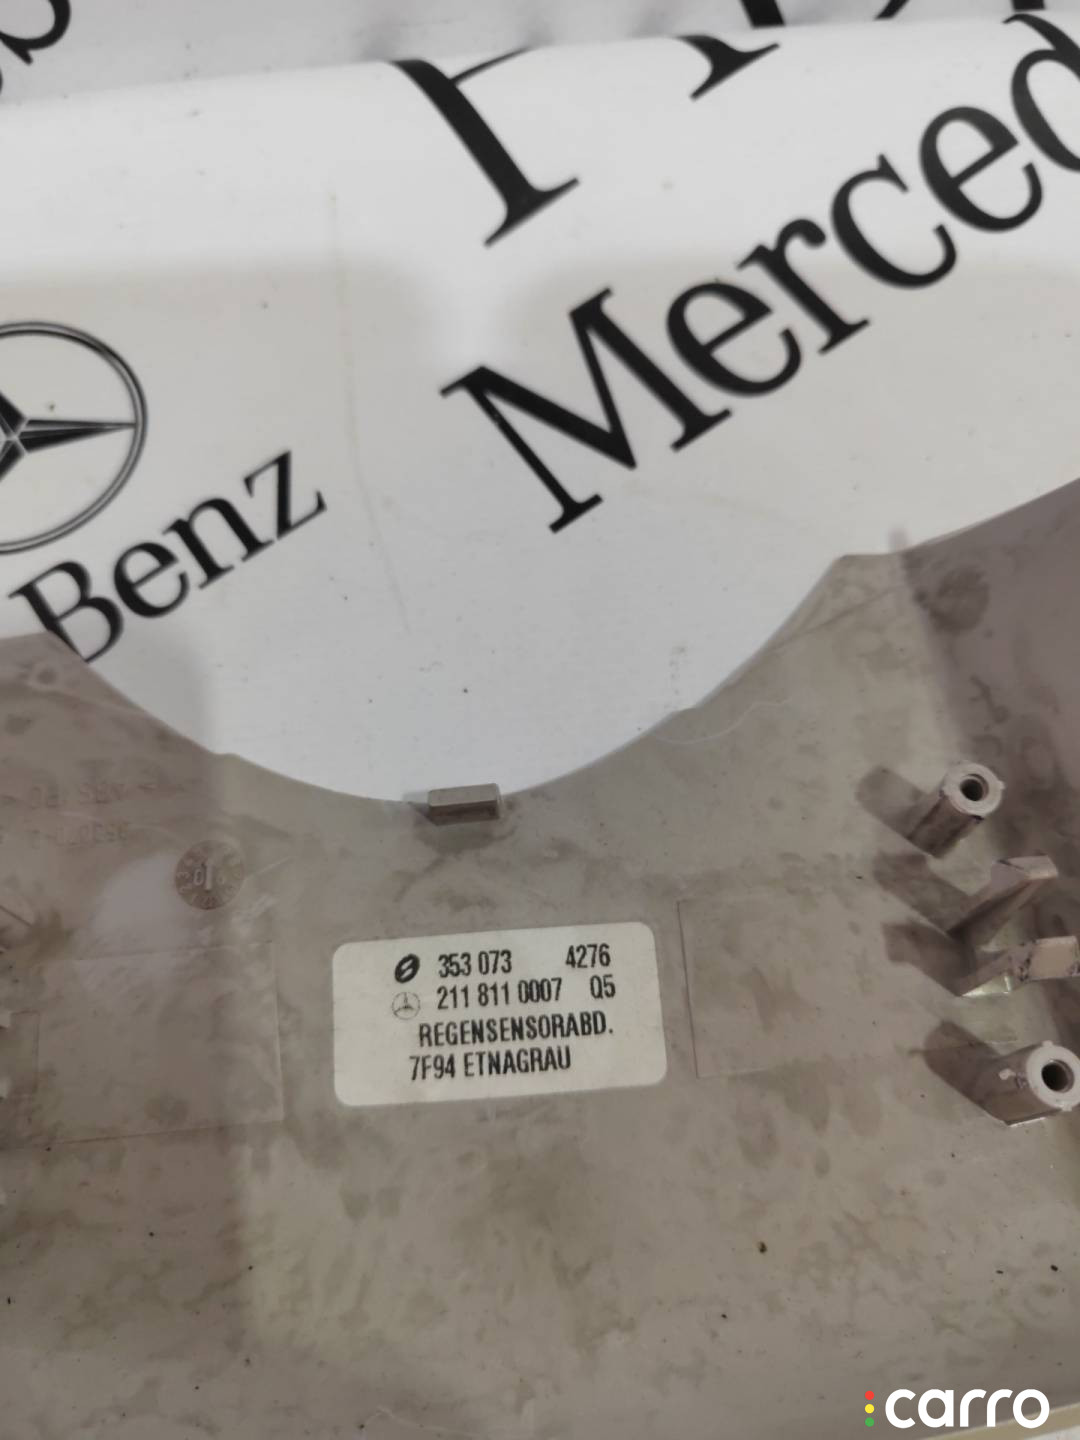 Merced
Benz
353 073 4276
211 811 0007 Q5
REGENSENSORABD.
7F94 ETNAGRAU
carro